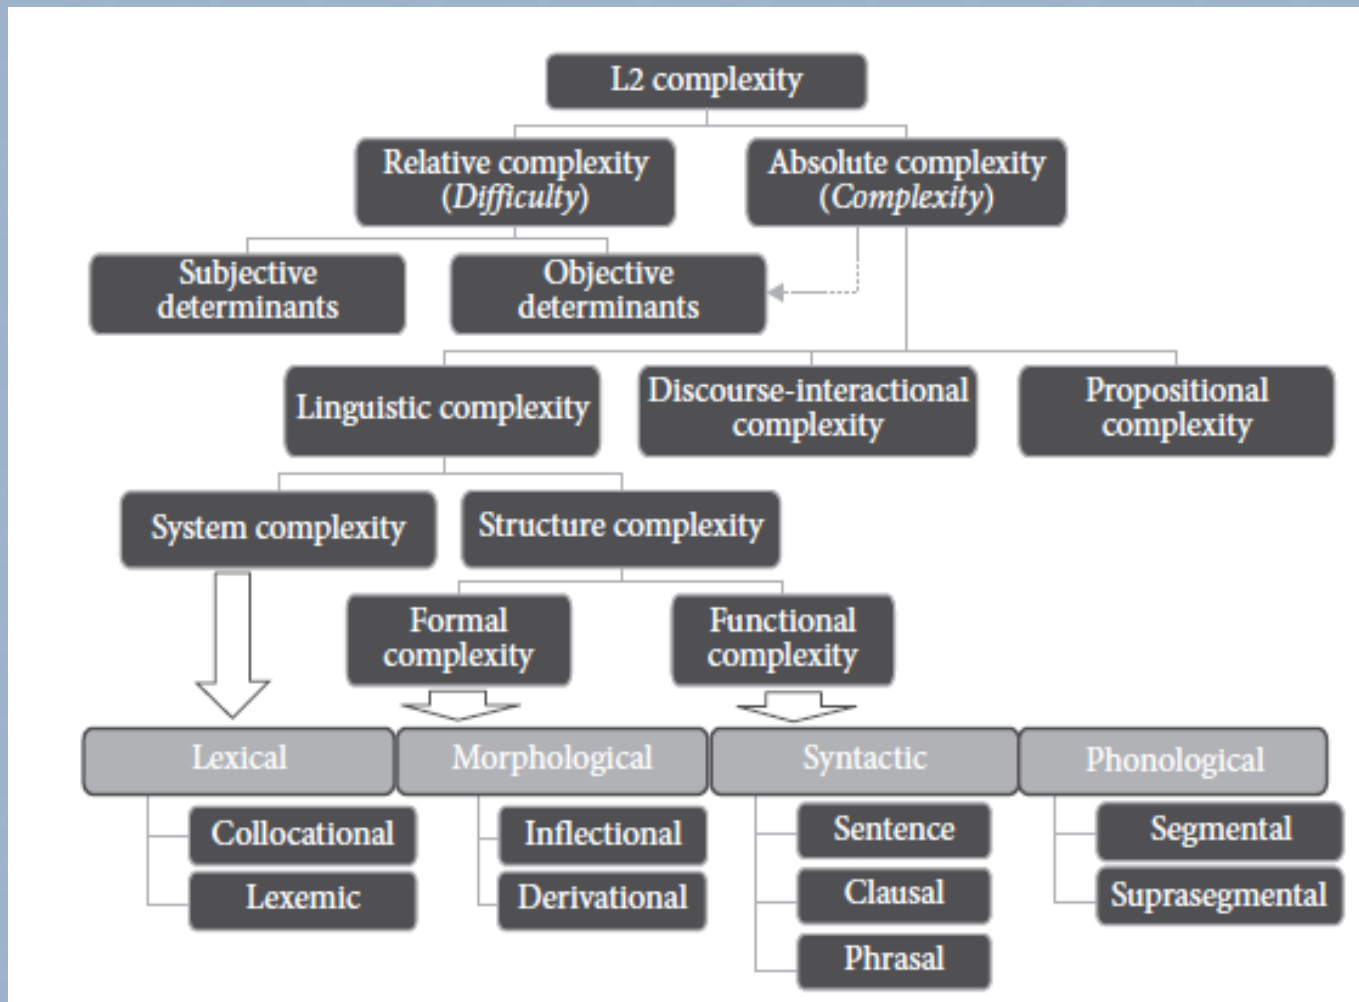 L2 complexity
Relative complexity
(Difficulty)
Absolute complexity
(Complexity)
Subjective
determinants
Objective
determinants
Linguistic complexity
Discourse-interactional
complexity
Propositional
complexity
System complexity
Structure complexity
Formal
complexity
Functional
complexity
Lexical
Morphological
Syntactic
Phonological
Collocational
Lexemic
Inflectional
Derivational
Sentence
Clausal
Phrasal
Segmental
Suprasegmental